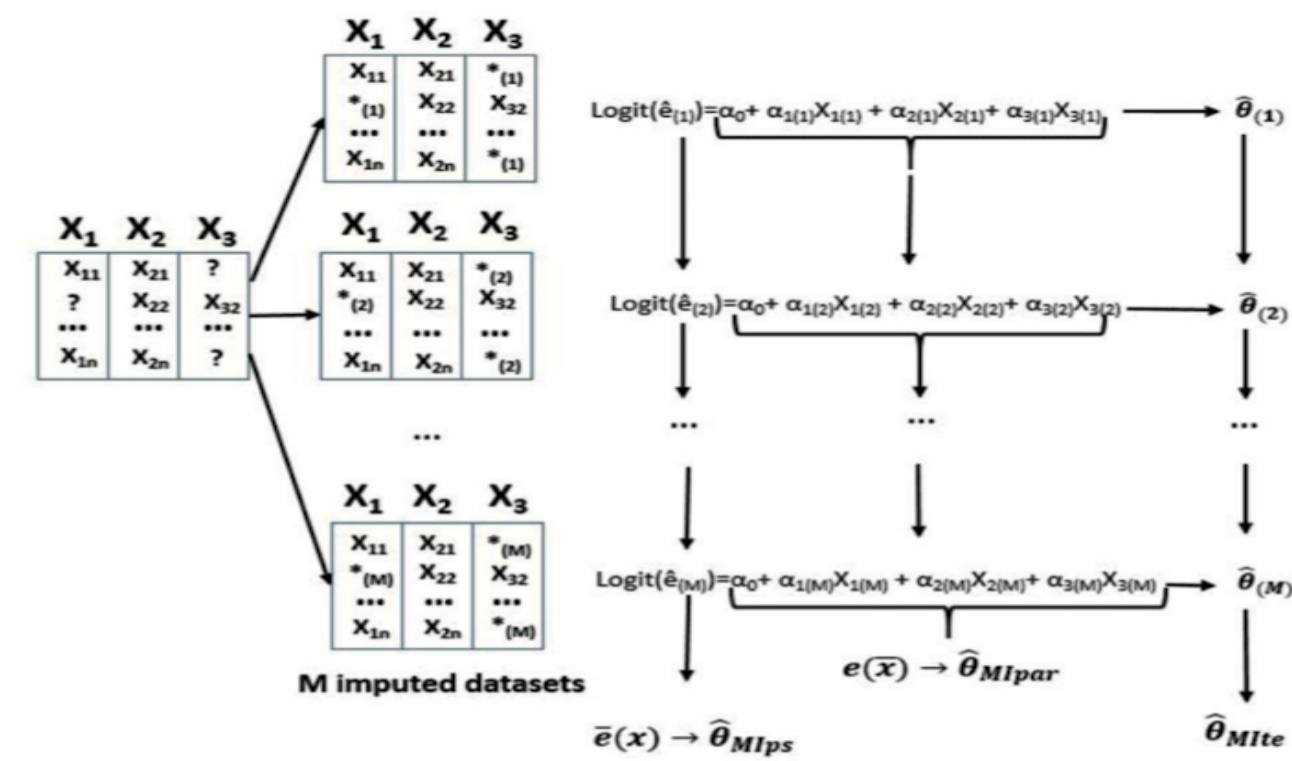 X₁ X₂ X₃
X₁₁ X₂₁ *₍₁₎
*₍₁₎ X₂₂ X₃₂
... ... ...
X₁ₙ X₂ₙ *₍₁₎
X₁ X₂ X₃
X₁₁ X₂₁ ?
? X₂₂ X₃₂
... ... ...
X₁ₙ X₂ₙ ?
X₁ X₂ X₃
X₁₁ X₂₁ *₍₂₎
*₍₂₎ X₂₂ X₃₂
... ... ...
X₁ₙ X₂ₙ *₍₂₎
...
X₁ X₂ X₃
X₁₁ X₂₁ *(M)
*(M) X₂₂ X₃₂
... ... ...
X₁ₙ X₂ₙ *(M)
M imputed datasets
Logit(ê₍₁₎)=α₀+ α₁₍₁₎X₁₍₁₎ + α₂₍₁₎X₂₍₁₎+ α₃₍₁₎X₃₍₁₎ θ̂₍₁₎
Logit(ê₍₂₎)=α₀+ α₁₍₂₎X₁₍₂₎ + α₂₍₂₎X₂₍₂₎+ α₃₍₂₎X₃₍₂₎ θ̂₍₂₎
... ... ...
Logit(ê(M))=α₀+ α₁(M)X₁(M) + α₂(M)X₂(M)+ α₃(M)X₃(M) θ̂(M)
e(x̅) → θ̂MIpar
e̅(x) → θ̂MIps θ̂MIte